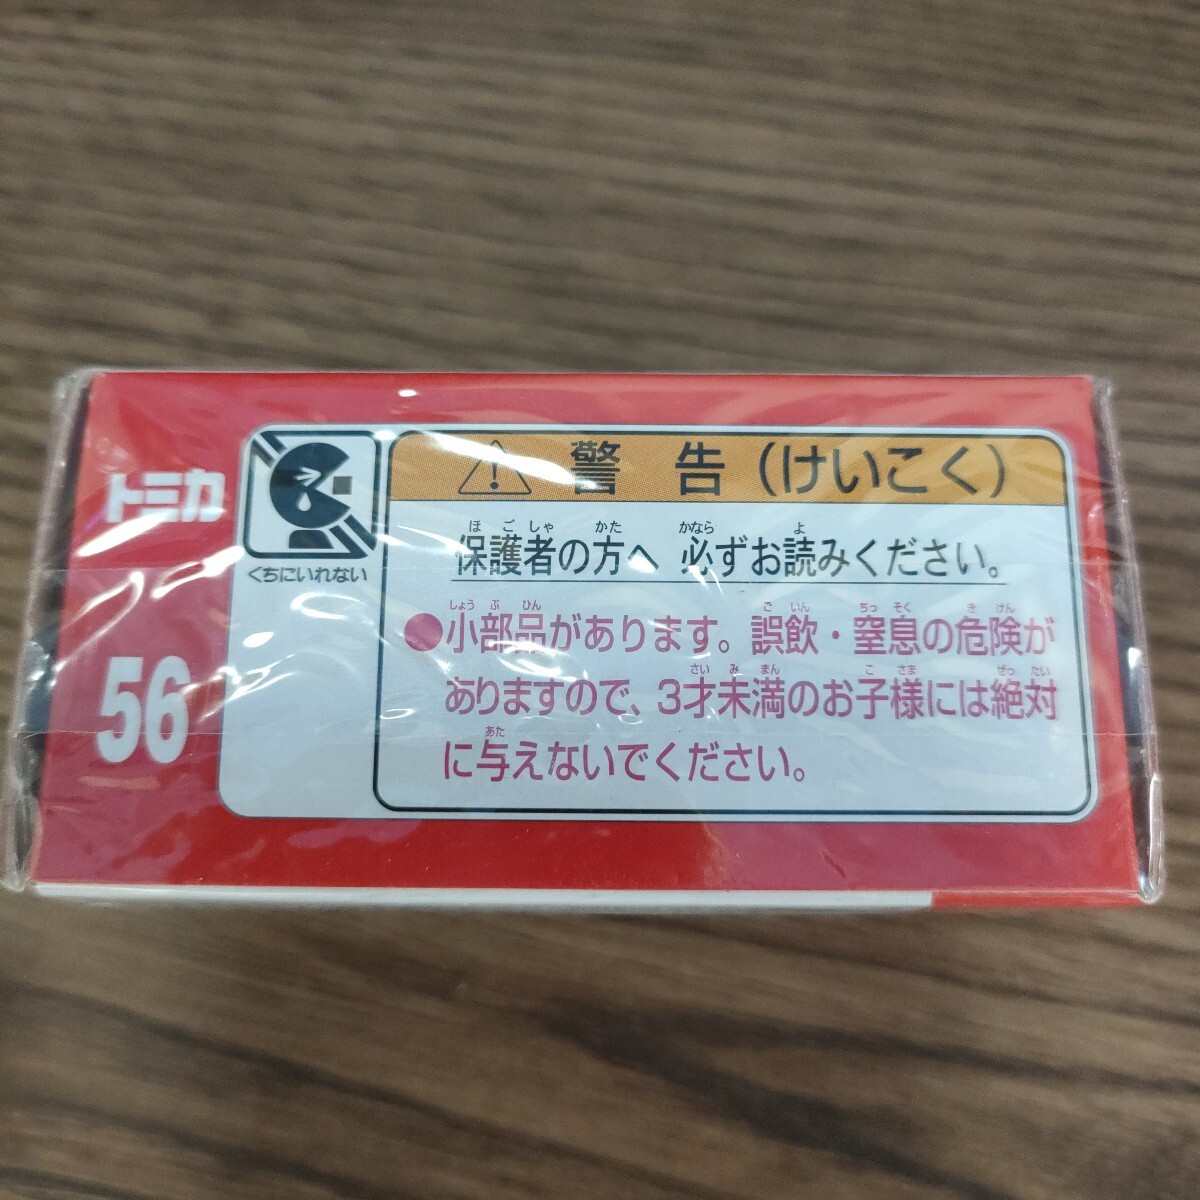 トミカ
56
くちにいれない
警告(けいこく)
ほごしゃ かた かなら よ
保護者の方へ 必ずお読みください。
しょうぶひん ごいん ちっそく きけん
●小部品があります。誤飲・窒息の危険が
さいみまん こさま ぜったい
ありますので、3才未満のお子様には絶対
あた
に与えないでください。